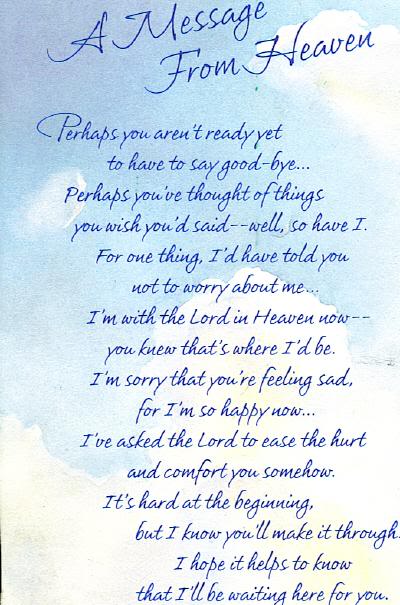 A Message
From Heaven
Perhaps you aren't ready yet
to have to say good-bye...
Perhaps you've thought of things
you wish you'd said--well, so have I.
For one thing, I'd have told you
not to worry about me...
I'm with the Lord in Heaven now--
you knew that's where I'd be.
I'm sorry that you're feeling sad,
for I'm so happy now...
I've asked the Lord to ease the hurt
and comfort you somehow.
It's hard at the beginning,
but I know you'll make it through.
I hope it helps to know
that I'll be waiting here for you.